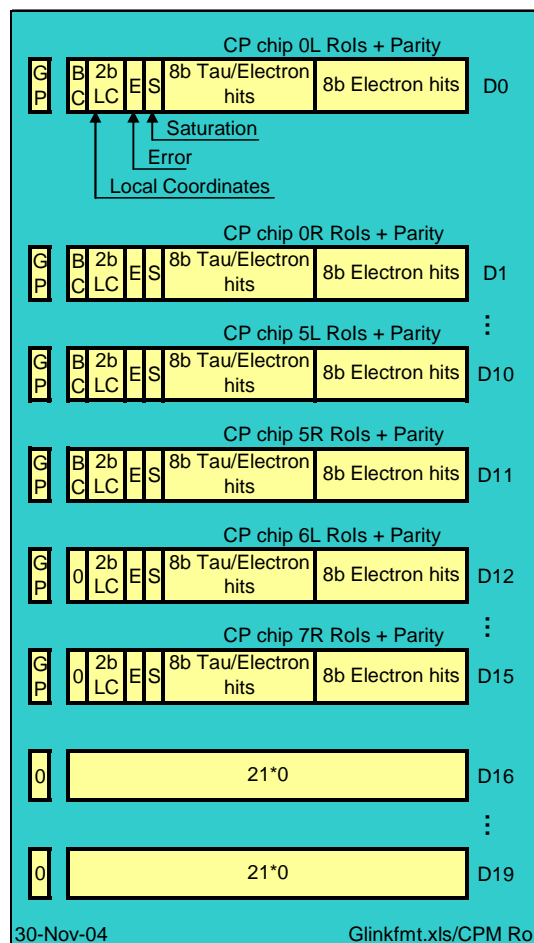 CP chip 0L RoIs + Parity
G P B C 2b LC E S 8b Tau/Electron hits 8b Electron hits D0
Saturation
Error
Local Coordinates
CP chip 0R RoIs + Parity
G P B C 2b LC E S 8b Tau/Electron hits 8b Electron hits D1
...
CP chip 5L RoIs + Parity
G P B C 2b LC E S 8b Tau/Electron hits 8b Electron hits D10
CP chip 5R RoIs + Parity
G P B C 2b LC E S 8b Tau/Electron hits 8b Electron hits D11
CP chip 6L RoIs + Parity
G P 0 2b LC E S 8b Tau/Electron hits 8b Electron hits D12
...
CP chip 7R RoIs + Parity
G P 0 2b LC E S 8b Tau/Electron hits 8b Electron hits D15
0 21*0 D16
...
0 21*0 D19
30-Nov-04 Glinkfmt.xls/CPM Ro